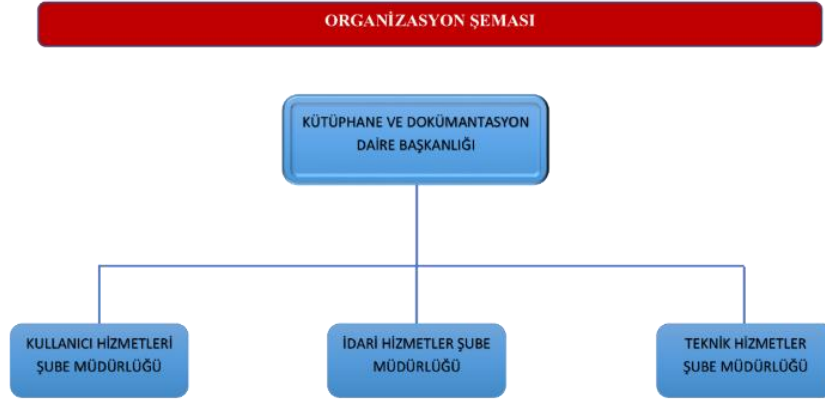 ORGANİZASYON ŞEMASI
KÜTÜPHANE VE DOKÜMANTASYON
DAİRE BAŞKANLIĞI
KULLANICI HİZMETLERİ
ŞUBE MÜDÜRLÜĞÜ
İDARİ HİZMETLER ŞUBE
MÜDÜRLÜĞÜ
TEKNİK HİZMETLER
ŞUBE MÜDÜRLÜĞÜ